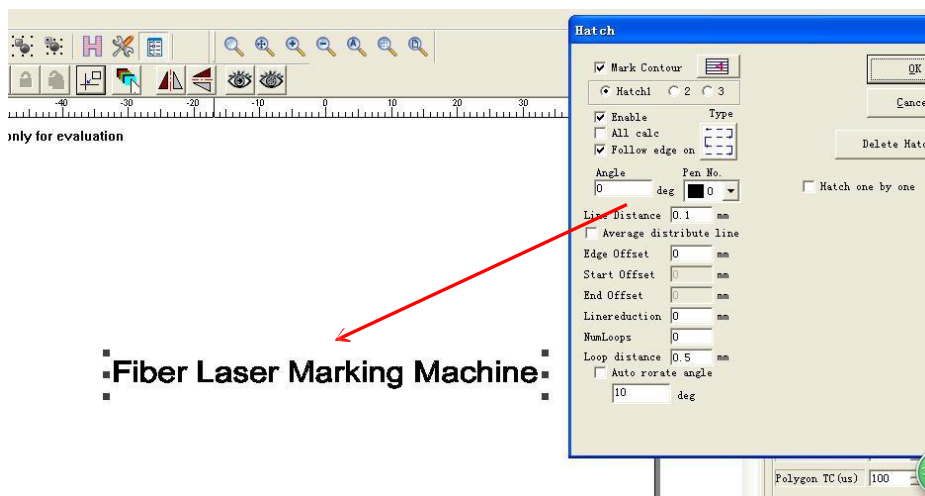 Hatch
Mark Contour
Hatch1 2 3
Enable
Type
All calc
Follow edge on
Angle
Pen No.
0 deg 0
Line Distance 0.1 mm
Average distribute line
Edge Offset 0 mm
Start Offset 0 mm
End Offset 0 mm
Linereduction 0 mm
NumLoops 0
Loop distance 0.5 mm
Auto rorate angle
10 deg
OK
Cance
Delete Hatc
Hatch one by one
-40 -30 -20 -10 0 10 20 30
only for evaluation
Fiber Laser Marking Machine
Polygon TC(us) 100